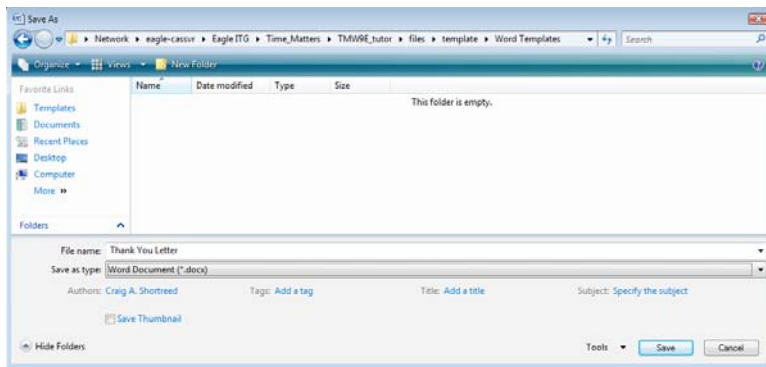 Save As
Network ▸ eagle-cassvr ▸ Eagle ITG ▸ Time_Matters ▸ TMW9E_tutor ▸ files ▸ template ▸ Word Templates Search
Organize Views New Folder
Favorite Links Name Date modified Type Size
This folder is empty.
Templates
Documents
Recent Places
Desktop
Computer
More »
Folders
File name: Thank You Letter
Save as type: Word Document (*.docx)
Authors: Craig A. Shortreed Tags: Add a tag Title: Add a title Subject: Specify the subject
Save Thumbnail
Hide Folders Tools Save Cancel